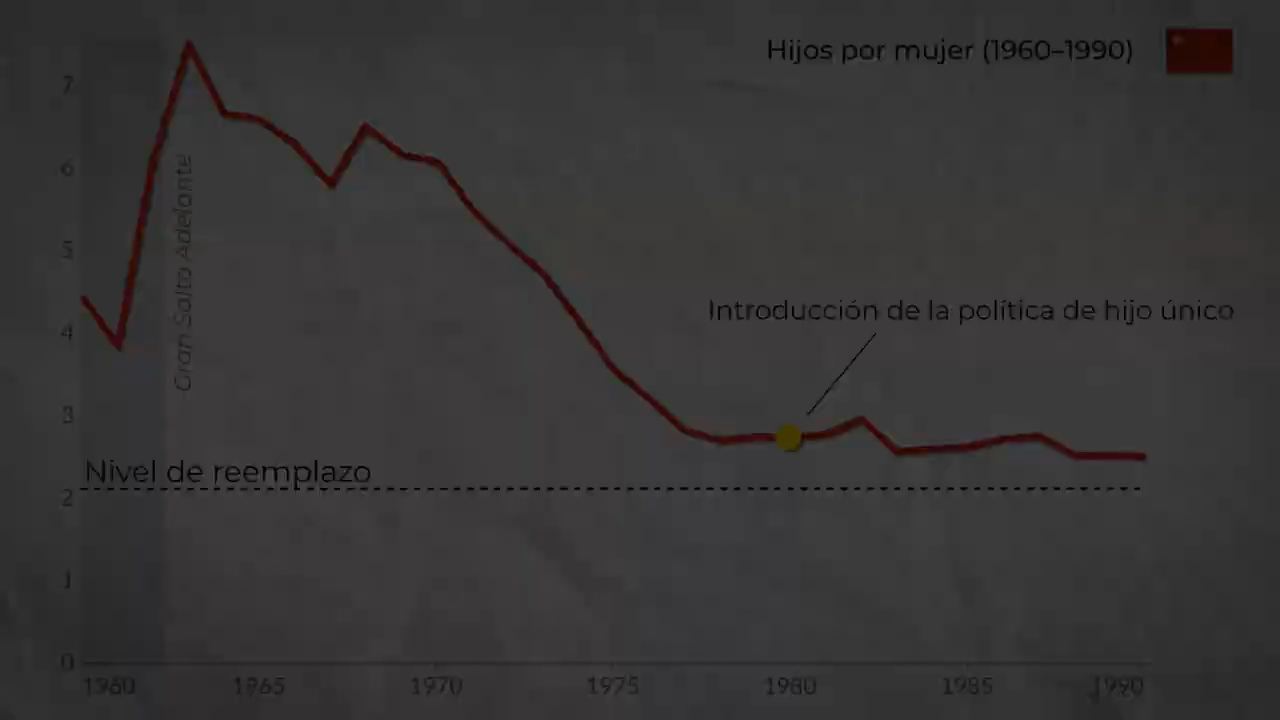 Hijos por mujer (1960–1990)
7
6
5
4
3
2
1
0
Gran Salto Adelante
Introducción de la política de hijo único
Nivel de reemplazo
1960 1965 1970 1975 1980 1985 1990